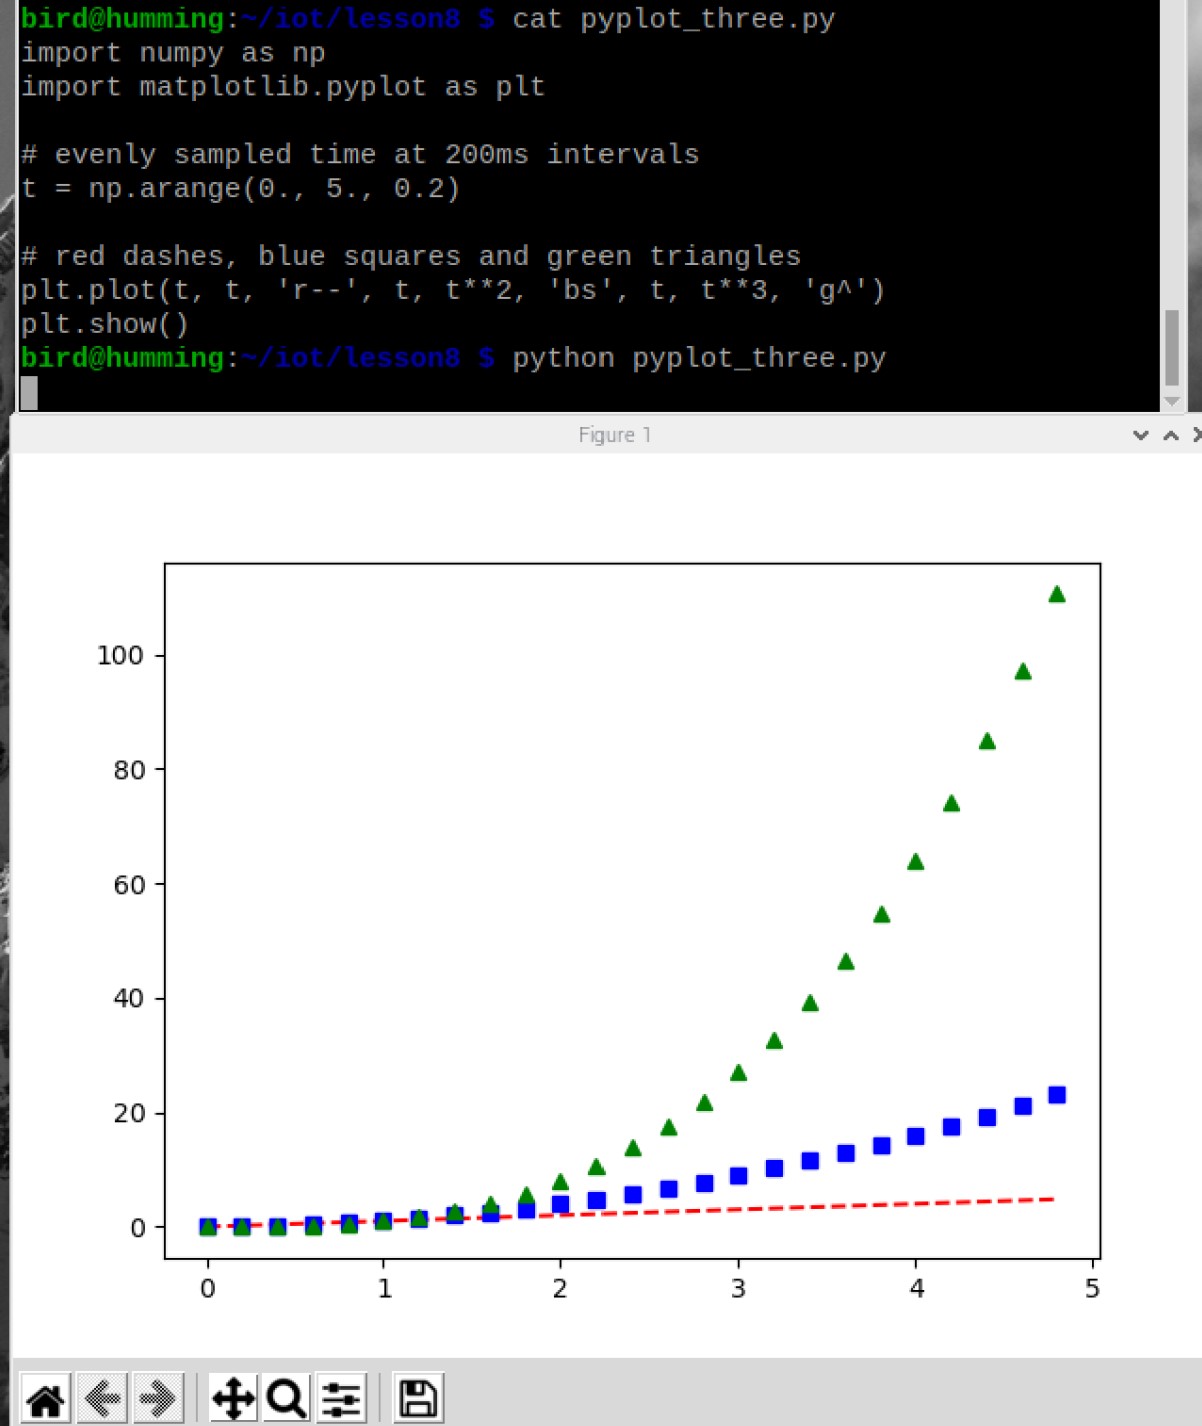 bird@humming:~/iot/lesson8 $ cat pyplot_three.py
import numpy as np
import matplotlib.pyplot as plt
# evenly sampled time at 200ms intervals
t = np.arange(0., 5., 0.2)
# red dashes, blue squares and green triangles
plt.plot(t, t, 'r--', t, t**2, 'bs', t, t**3, 'g^')
plt.show()
bird@humming:~/iot/lesson8 $ python pyplot_three.py
Figure 1
100
80
60
40
20
0
0 1 2 3 4 5